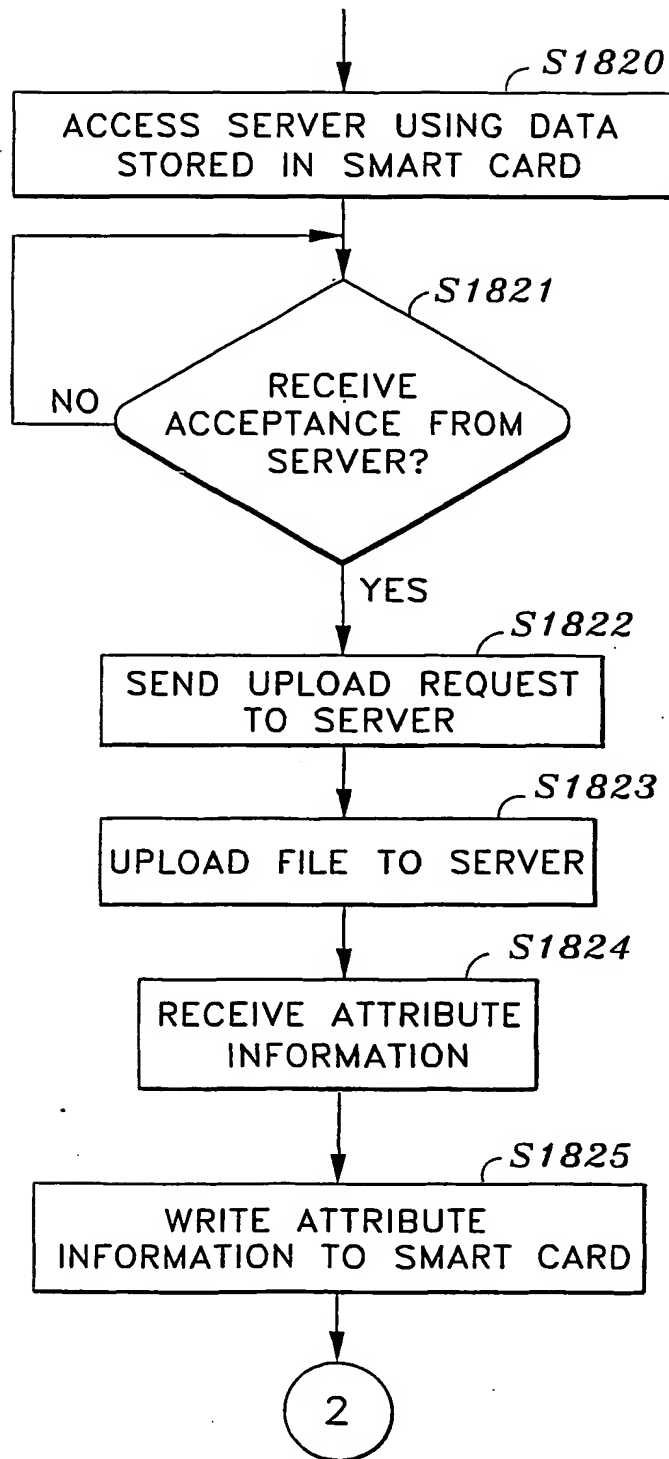 S1820
ACCESS SERVER USING DATA
STORED IN SMART CARD
S1821
RECEIVE
ACCEPTANCE FROM
SERVER?
NO
YES
S1822
SEND UPLOAD REQUEST
TO SERVER
S1823
UPLOAD FILE TO SERVER
S1824
RECEIVE ATTRIBUTE
INFORMATION
S1825
WRITE ATTRIBUTE
INFORMATION TO SMART CARD
2